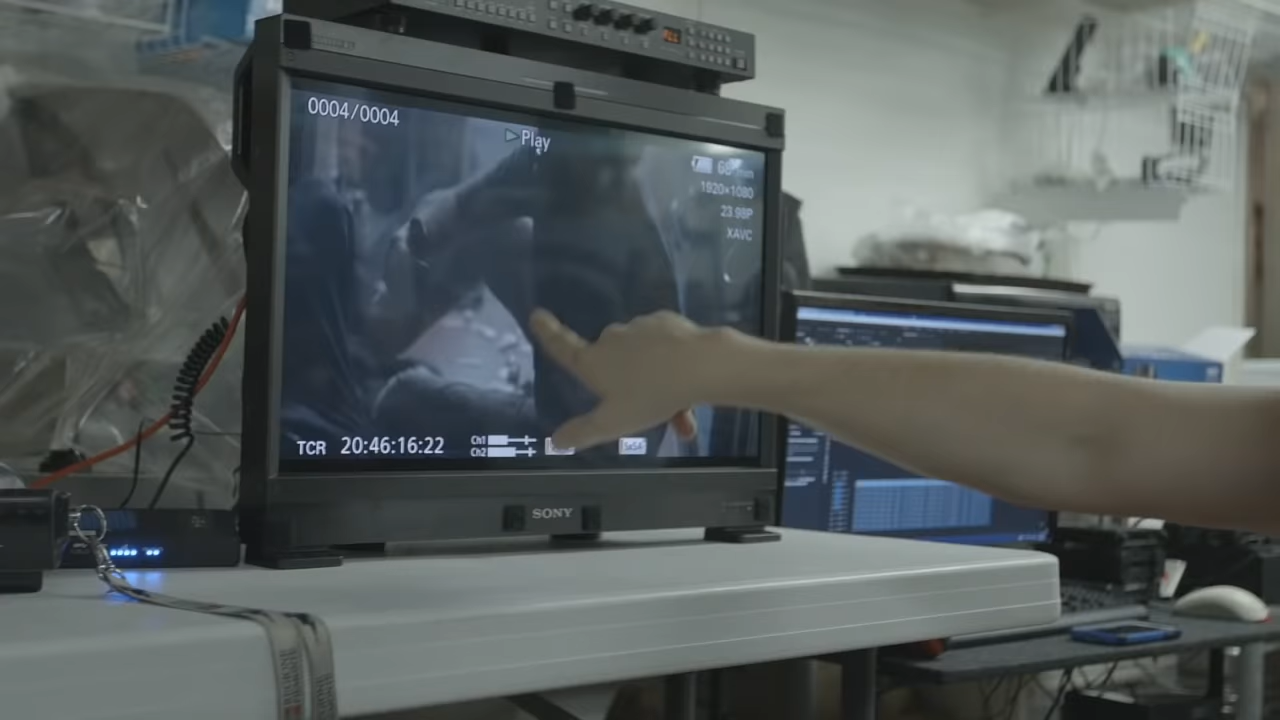 0004/0004
Play
1920×1080
23.98P
XAVC
TCR 20:46:16:22
Ch1
Ch2
SONY